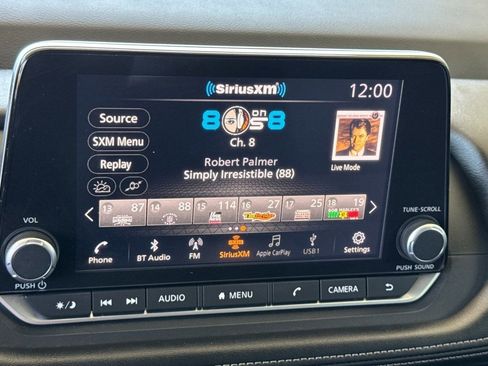 SiriusXM
12:00
Source
8 on 8
SXM Menu
Ch. 8
Replay
Robert Palmer
Simply Irresistible (88)
Live Mode
13 87 14 88 15 114 16 27 17 25 18 19
VOL
TUNE·SCROLL
Phone BT Audio FM SiriusXM Apple CarPlay USB1 Settings
PUSH
PUSH SOUND
AUDIO MENU CAMERA